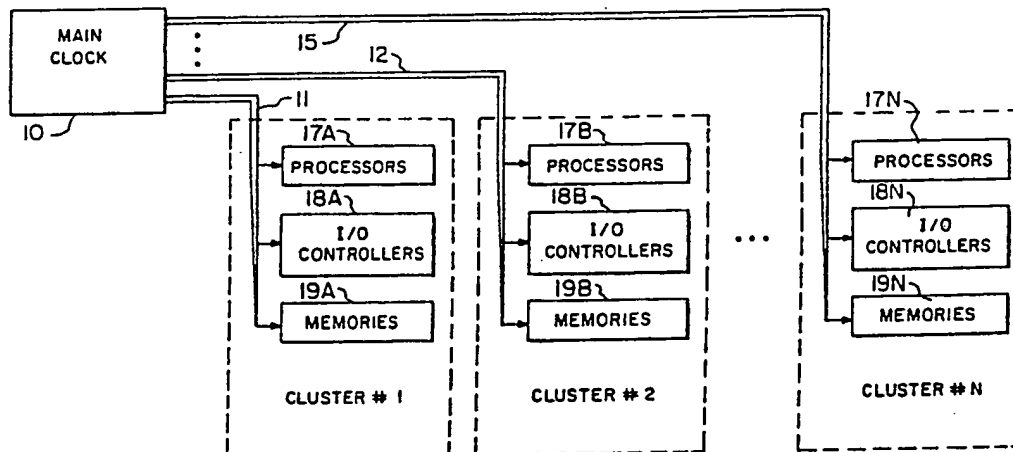 MAIN
CLOCK
10
15
12
11
17A
PROCESSORS
18A
I/O
CONTROLLERS
19A
MEMORIES
CLUSTER # 1
17B
PROCESSORS
18B
I/O
CONTROLLERS
19B
MEMORIES
CLUSTER # 2
17N
PROCESSORS
18N
I/O
CONTROLLERS
19N
MEMORIES
CLUSTER # N